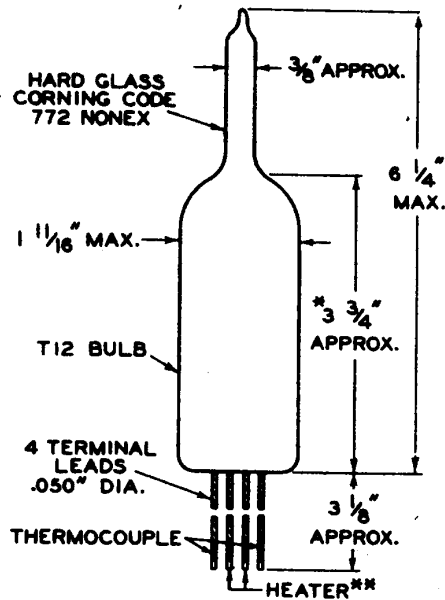 3/8" APPROX.
HARD GLASS
CORNING CODE
772 NONEX
6 1/4"
MAX.
1 11/16" MAX.
*3 3/4"
APPROX.
T12 BULB
4 TERMINAL
LEADS
.050" DIA.
3 1/8"
APPROX.
THERMOCOUPLE
HEATER**